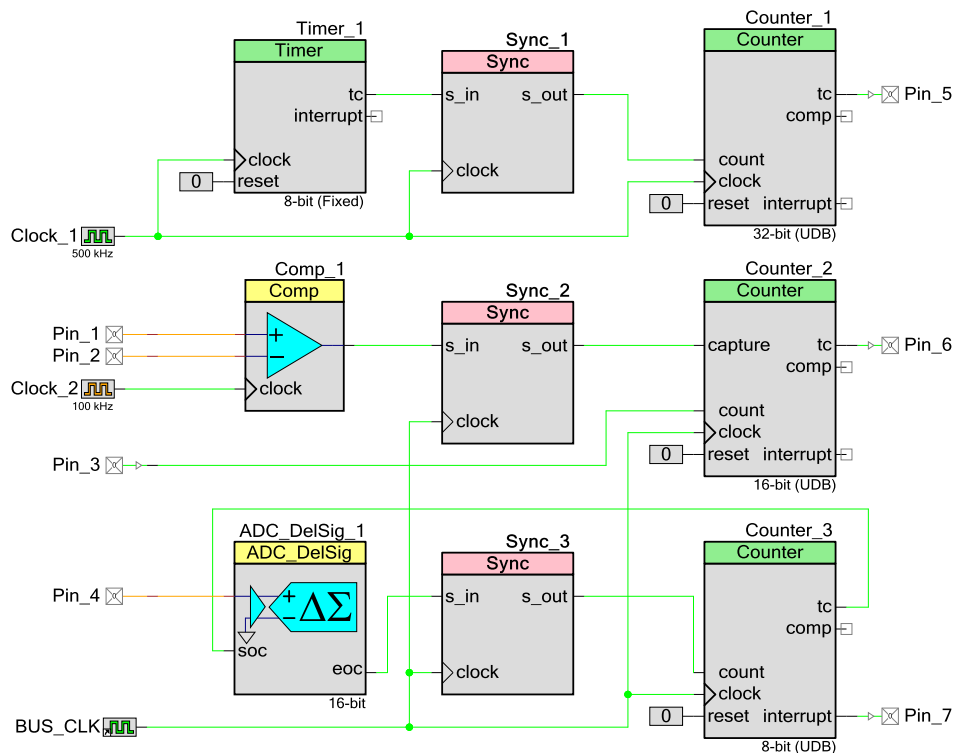 Timer_1
Timer
tc
interrupt
clock
0
reset
8-bit (Fixed)
Sync_1
Sync
s_in
s_out
clock
Counter_1
Counter
tc
comp
count
clock
0
reset
interrupt
32-bit (UDB)
Pin_5
Clock_1
500 kHz
Comp_1
Comp
+
−
clock
Pin_1
Pin_2
Clock_2
100 kHz
Sync_2
Sync
s_in
s_out
clock
Counter_2
Counter
capture
tc
comp
count
clock
0
reset
interrupt
16-bit (UDB)
Pin_6
Pin_3
ADC_DelSig_1
ADC_DelSig
+
−
ΔΣ
soc
eoc
16-bit
Pin_4
Sync_3
Sync
s_in
s_out
clock
Counter_3
Counter
tc
comp
count
clock
0
reset
interrupt
8-bit (UDB)
Pin_7
BUS_CLK